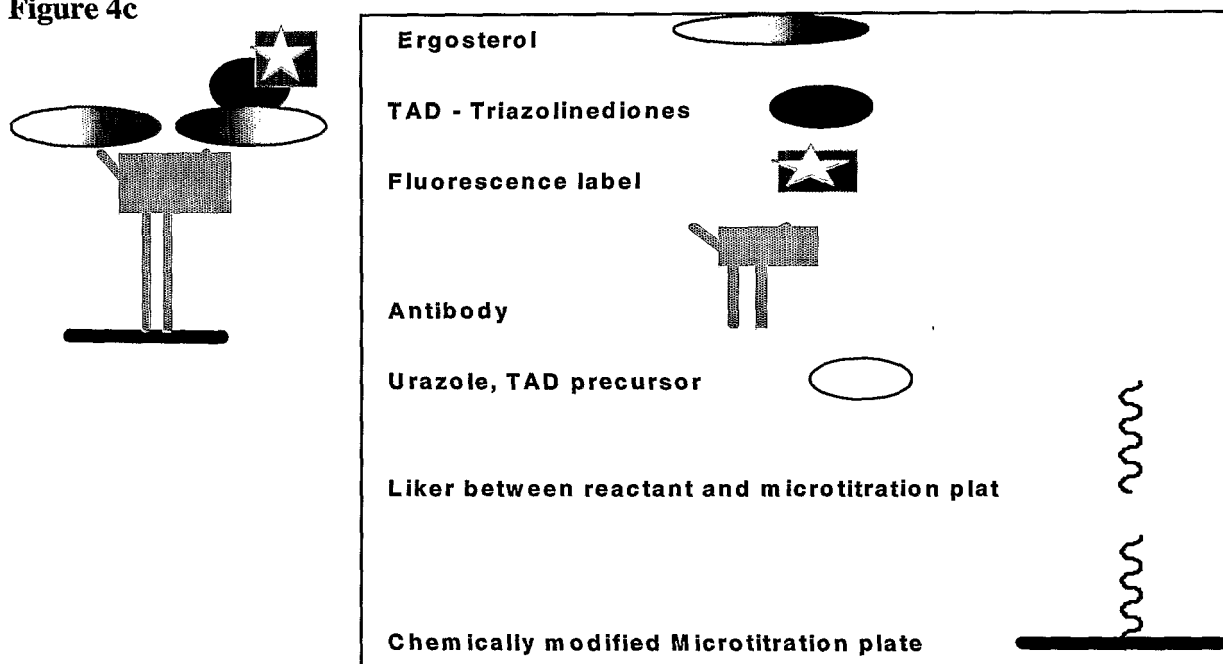 Figure 4c
Ergosterol
TAD - Triazolinediones
Fluorescence label
Antibody
Urazole, TAD precursor
Liker between reactant and microtitration plat
Chemically modified Microtitration plate